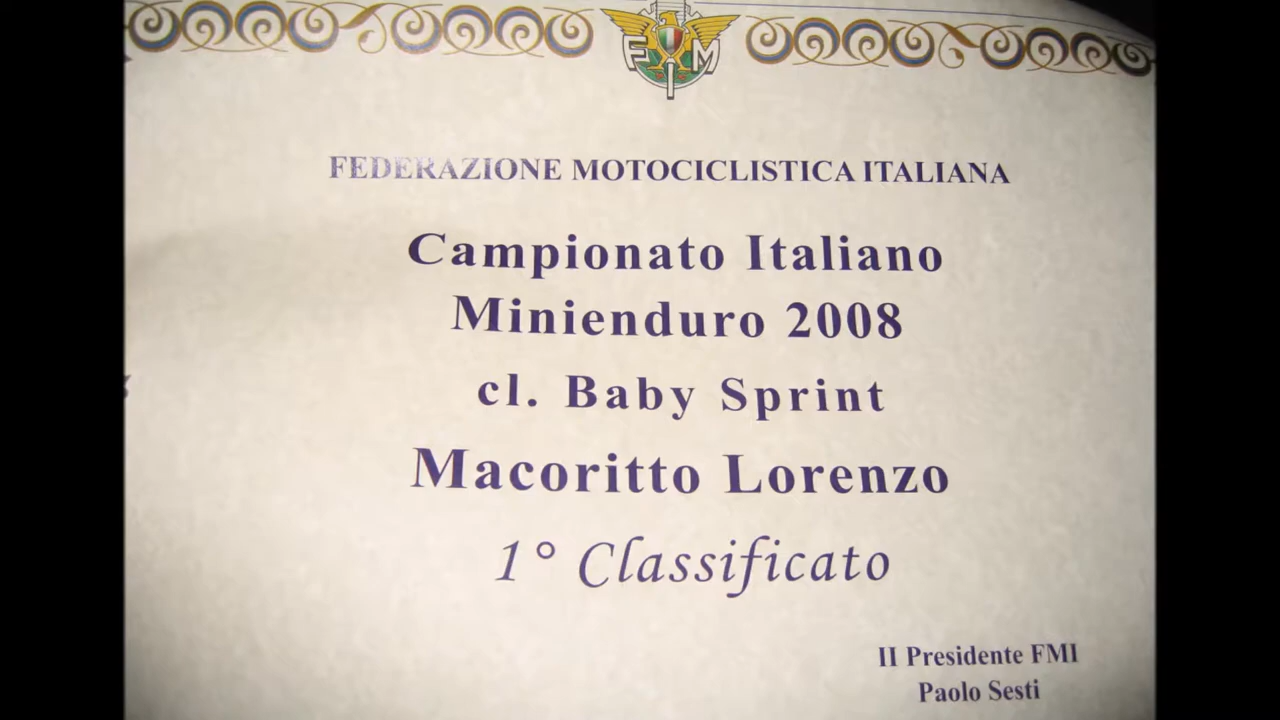 FMI
FEDERAZIONE MOTOCICLISTICA ITALIANA
Campionato Italiano
Minienduro 2008
cl. Baby Sprint
Macoritto Lorenzo
1° Classificato
Il Presidente FMI
Paolo Sesti